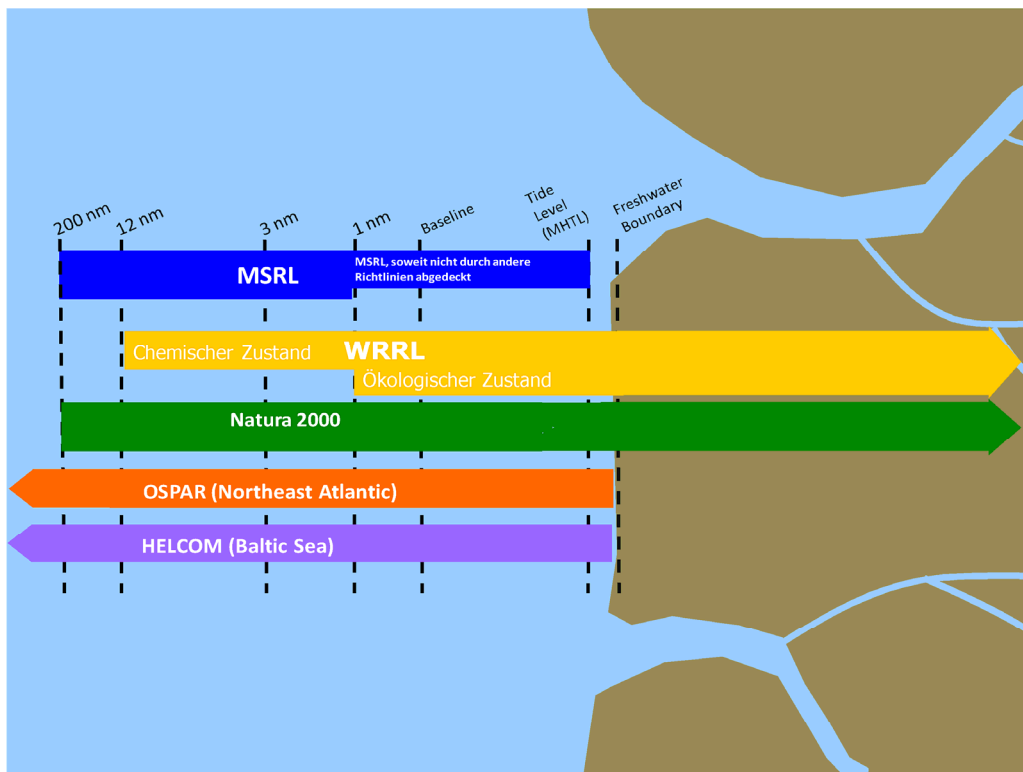 200 nm
12 nm
3 nm
1 nm
Baseline
Tide
Level
(MHTL)
Freshwater
Boundary
MSRL
MSRL, soweit nicht durch andere
Richtlinien abgedeckt
Chemischer Zustand
WRRL
Ökologischer Zustand
Natura 2000
OSPAR (Northeast Atlantic)
HELCOM (Baltic Sea)